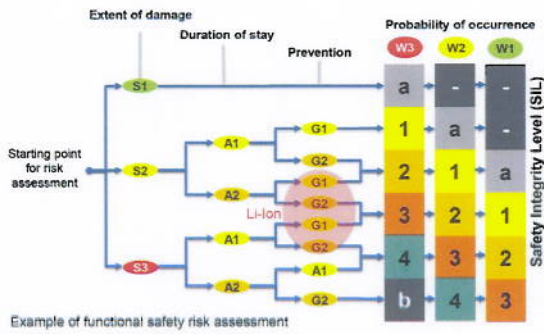 Extent of damage
Duration of stay
Prevention
Probability of occurrence
W3 W2 W1
S1
a - -
A1 G1
1 a -
Starting point
for risk
assessment
S2
G2
2 1 a
A2 G1
Li-Ion
G2
3 2 1
G1
A1
G2
4 3 2
S3
A1
A2 G2
b 4 3
Safety Integrity Level (SIL)
Example of functional safety risk assessment